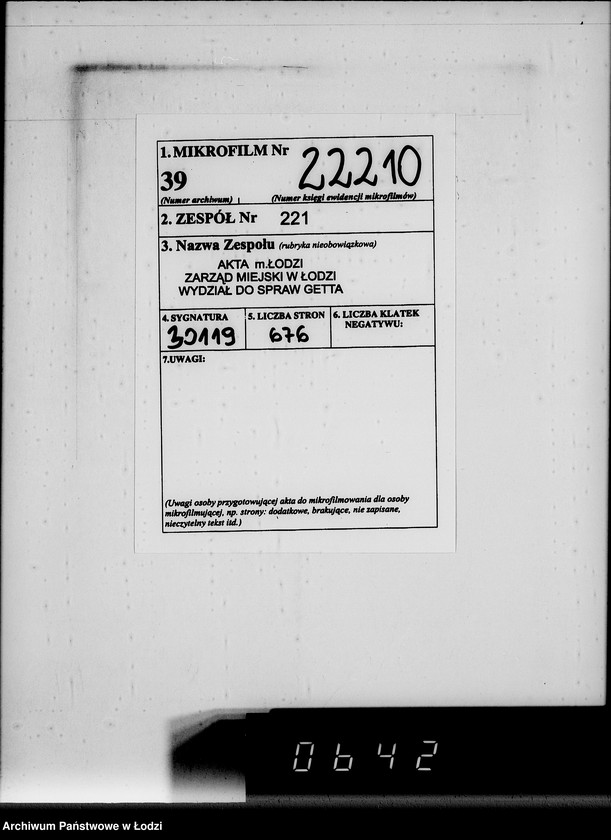 1. MIKROFILM Nr 22210
39
(Numer archiwum) (Numer księgi ewidencji mikrofilmów)
2. ZESPÓŁ Nr 221
3. Nazwa Zespołu (rubryka nieobowiązkowa)
AKTA m.ŁODZI
ZARZĄD MIEJSKI W ŁODZI
WYDZIAŁ DO SPRAW GETTA
4. SYGNATURA 5. LICZBA STRON 6. LICZBA KLATEK
NEGATYWU:
30119 676
7.UWAGI:
(Uwagi osoby przygotowującej akta do mikrofilmowania dla osoby
mikrofilmującej, np. strony: dodatkowe, brakujące, nie zapisane,
nieczytelny tekst itd.)
0642
Archiwum Państwowe w Łodzi